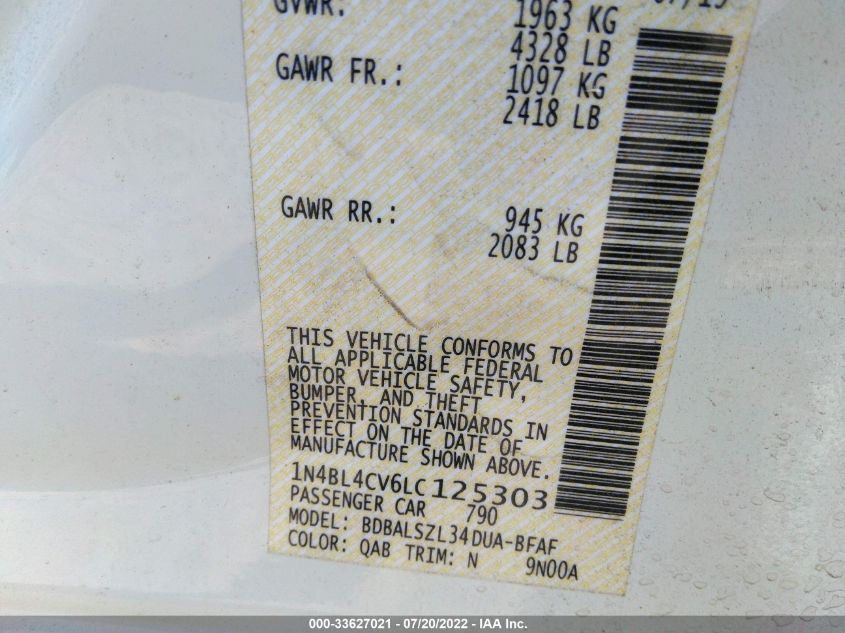 GVWR: 1963 KG
4328 LB
GAWR FR.: 1097 KG
2418 LB
GAWR RR.: 945 KG
2083 LB
THIS VEHICLE CONFORMS TO
ALL APPLICABLE FEDERAL
MOTOR VEHICLE SAFETY,
BUMPER, AND THEFT
PREVENTION STANDARDS IN
EFFECT ON THE DATE OF
MANUFACTURE SHOWN ABOVE.
1N4BL4CV6LC125303
PASSENGER CAR 790
MODEL: BDBALSZL34DUA-BFAF
COLOR: QAB TRIM: N 9N00A
000-33627021 - 07/20/2022 - IAA Inc.